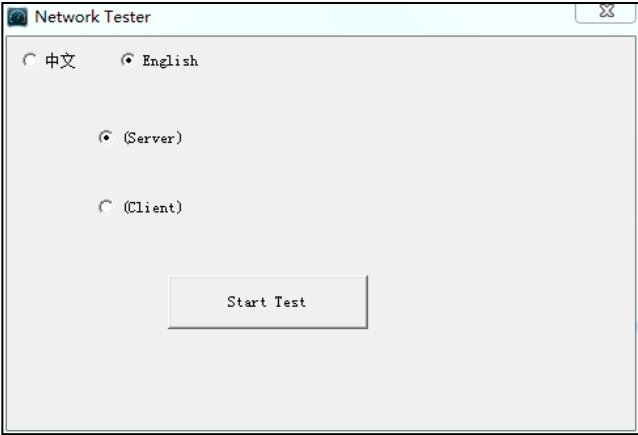 Network Tester
中文 English
(Server)
(Client)
Start Test